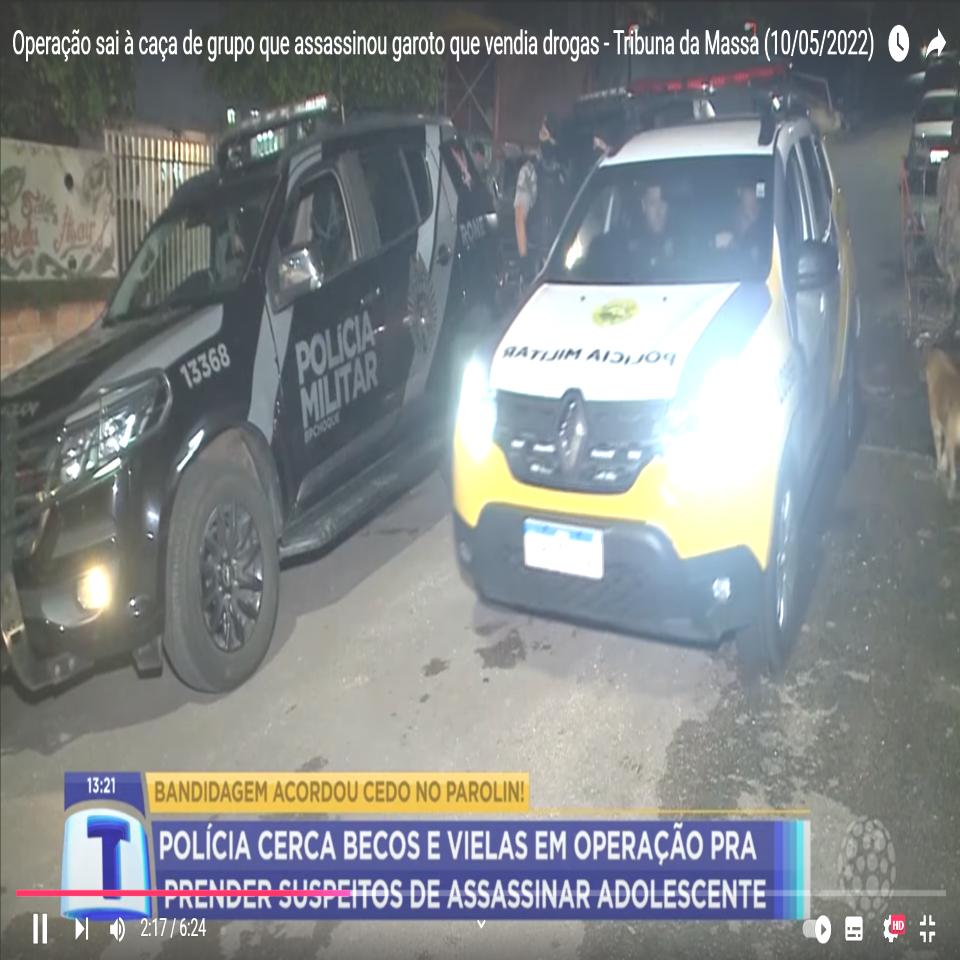 Operação sai à caça de grupo que assassinou garoto que vendia drogas - Tribuna da Massa (10/05/2022)
RONE
13368
POLÍCIA
MILITAR
BPCHOQUE
POLICIA MILITAR
13:21
BANDIDAGEM ACORDOU CEDO NO PAROLIN!
T
POLÍCIA CERCA BECOS E VIELAS EM OPERAÇÃO PRA
PRENDER SUSPEITOS DE ASSASSINAR ADOLESCENTE
2:17 / 6:24
HD